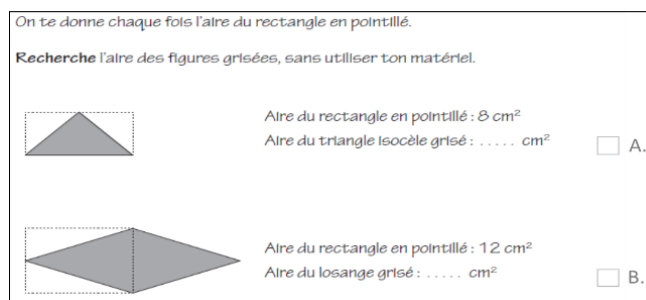 On te donne chaque fois l'aire du rectangle en pointillé.
Recherche l'aire des figures grisées, sans utiliser ton matériel.
Aire du rectangle en pointillé : 8 cm²
Aire du triangle isocèle grisé : ..... cm²
A.
Aire du rectangle en pointillé : 12 cm²
Aire du losange grisé : ..... cm²
B.